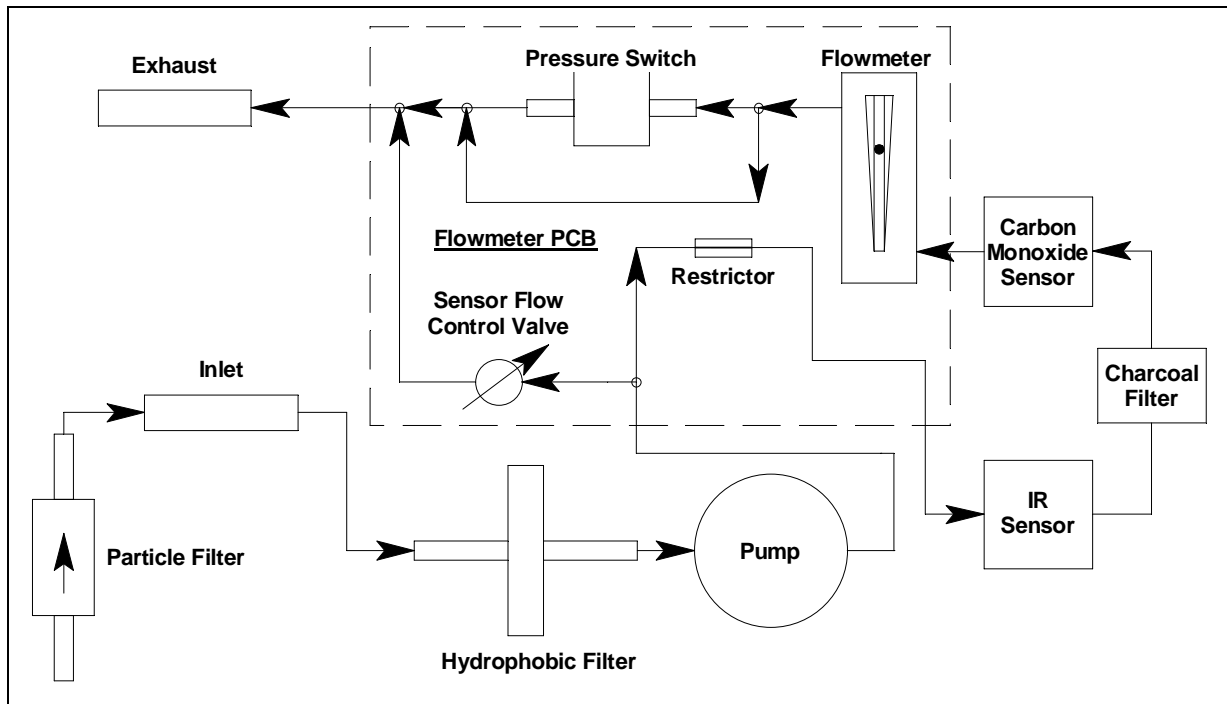 Exhaust
Pressure Switch
Flowmeter
Flowmeter PCB
Restrictor
Carbon
Monoxide
Sensor
Sensor Flow
Control Valve
Inlet
Charcoal
Filter
Particle Filter
Pump
IR
Sensor
Hydrophobic Filter